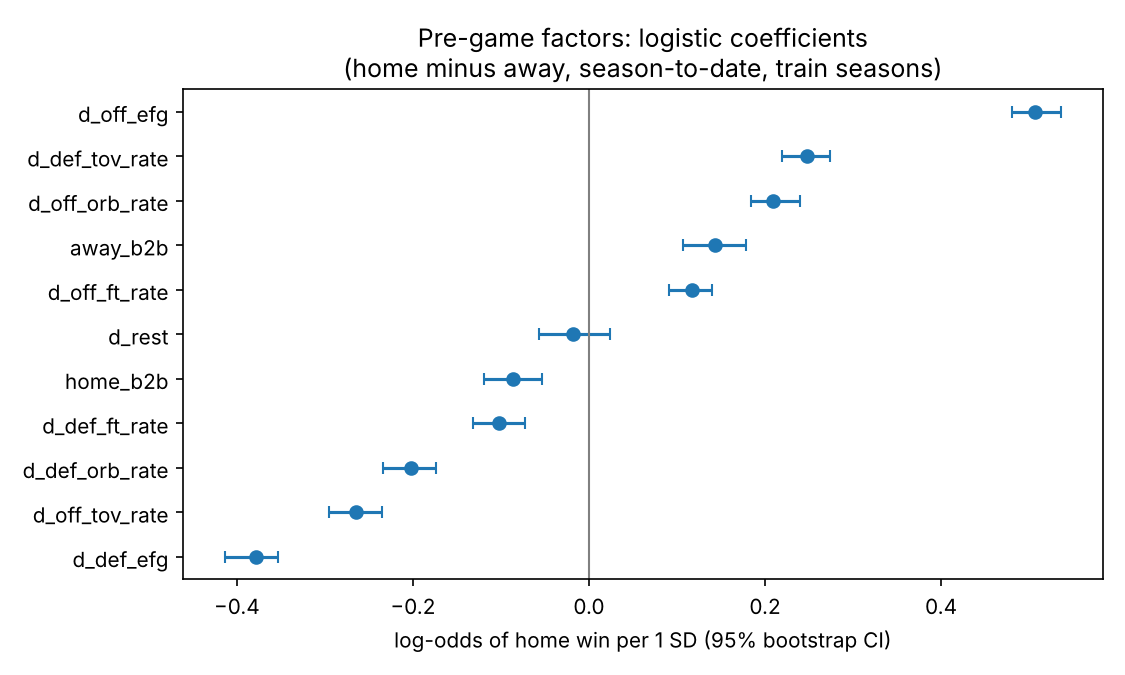 Pre-game factors: logistic coefficients
(home minus away, season-to-date, train seasons)
d_off_efg
d_def_tov_rate
d_off_orb_rate
away_b2b
d_off_ft_rate
d_rest
home_b2b
d_def_ft_rate
d_def_orb_rate
d_off_tov_rate
d_def_efg
−0.4 −0.2 0.0 0.2 0.4
log-odds of home win per 1 SD (95% bootstrap CI)